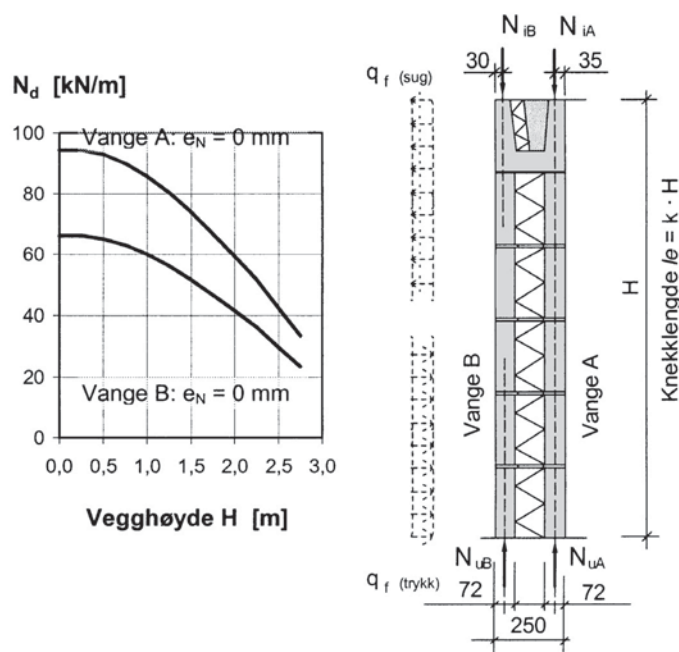 N_d [kN/m]
100
80
60
40
20
0
Vange A: e_N = 0 mm
Vange B: e_N = 0 mm
0,0 0,5 1,0 1,5 2,0 2,5 3,0
Vegghøyde H [m]
N_iB N_iA
30 35
q_f (sug)
Vange B
Vange A
H
Knekklengde le = k · H
N_uB N_uA
q_f (trykk)
72 72
250